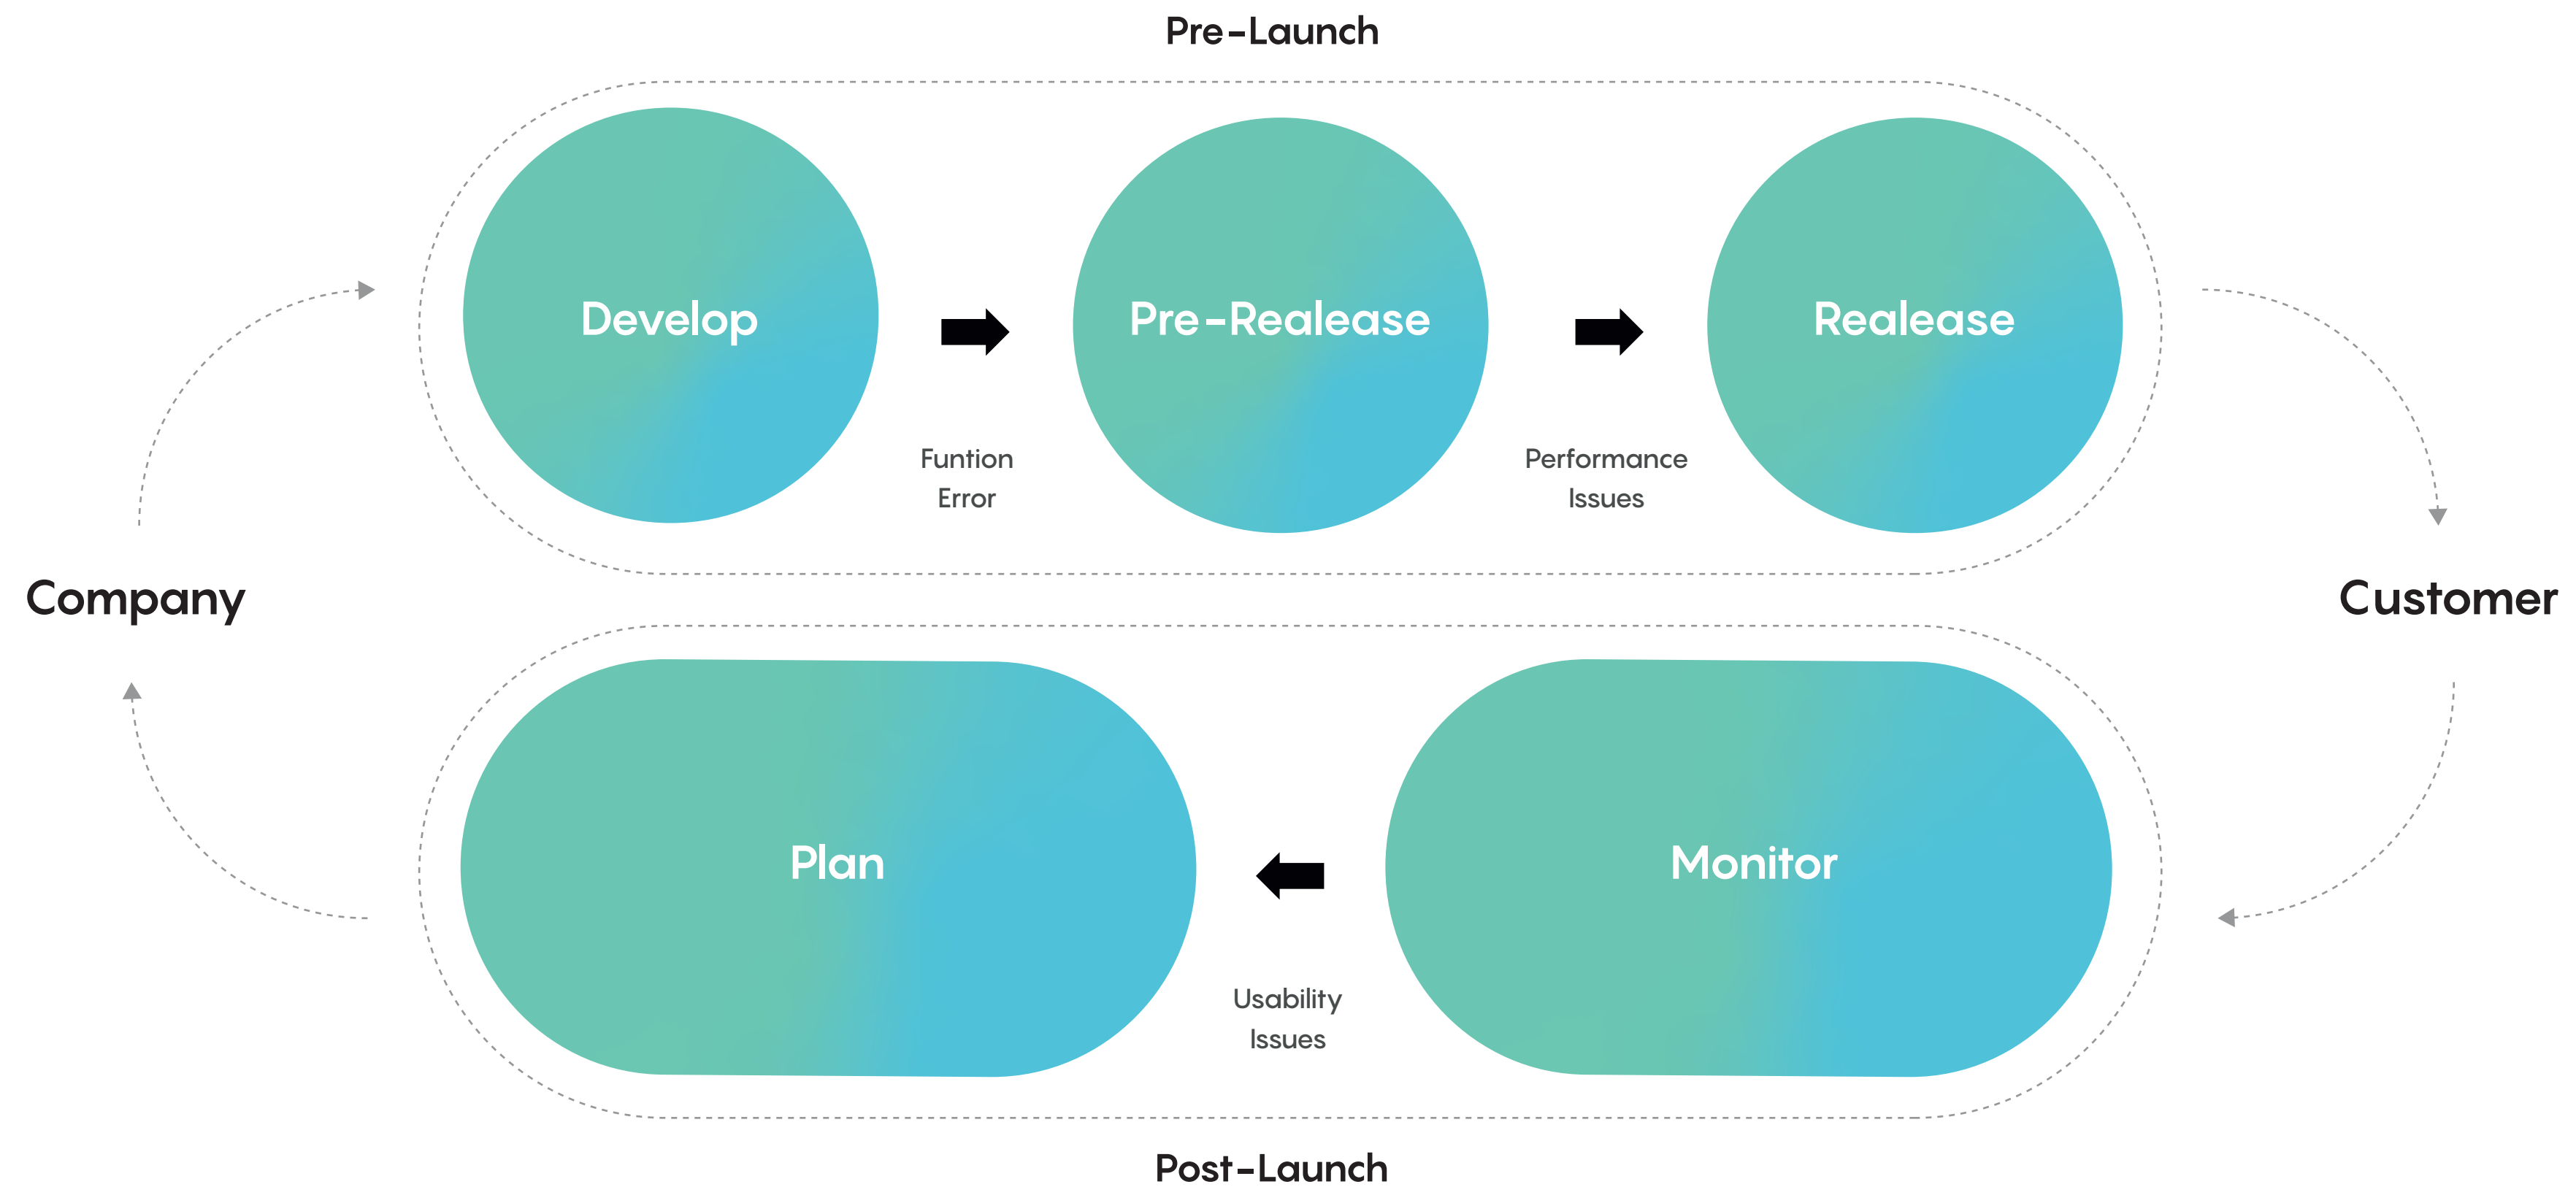 Pre-Launch
Develop
Pre-Realease
Realease
Funtion
Error
Performance
Issues
Company
Customer
Plan
Monitor
Usability
Issues
Post-Launch